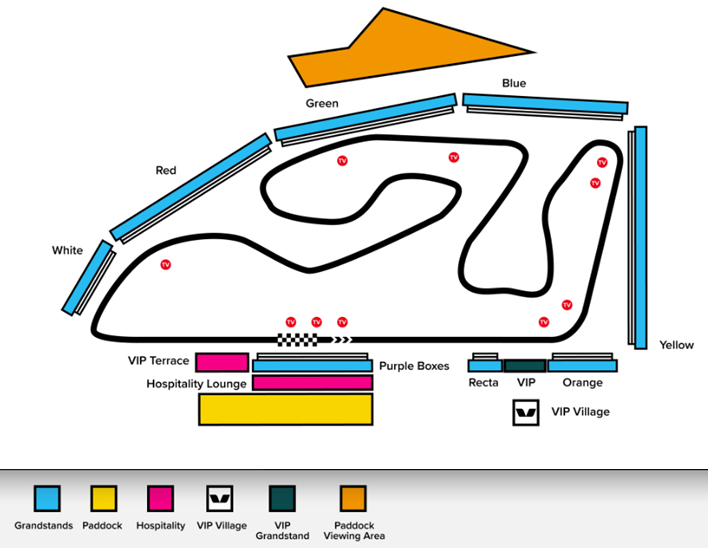 Blue
Green
Red
White
TV
TV
TV
TV
TV
TV
TV
TV
TV
TV
Yellow
VIP Terrace
Purple Boxes
Hospitality Lounge
Recta
VIP
Orange
VIP Village
Grandstands
Paddock
Hospitality
VIP Village
VIP
Grandstand
Paddock
Viewing Area